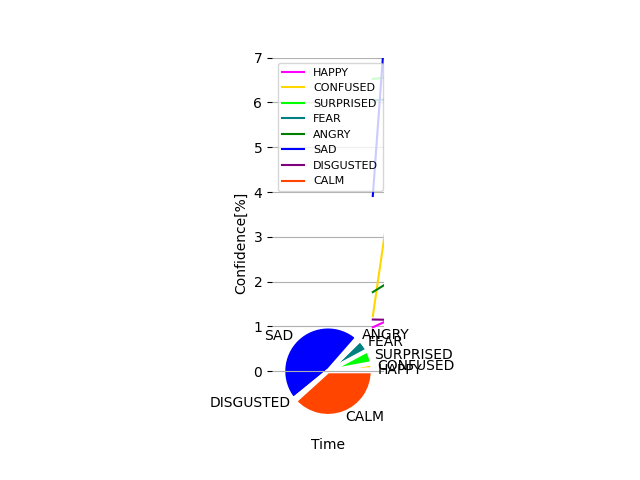 7
6
5
4
3
2
1
0
Confidence[%]
HAPPY
CONFUSED
SURPRISED
FEAR
ANGRY
SAD
DISGUSTED
CALM
SAD
ANGRY
FEAR
SURPRISED
CONFUSED
HAPPY
DISGUSTED
CALM
Time